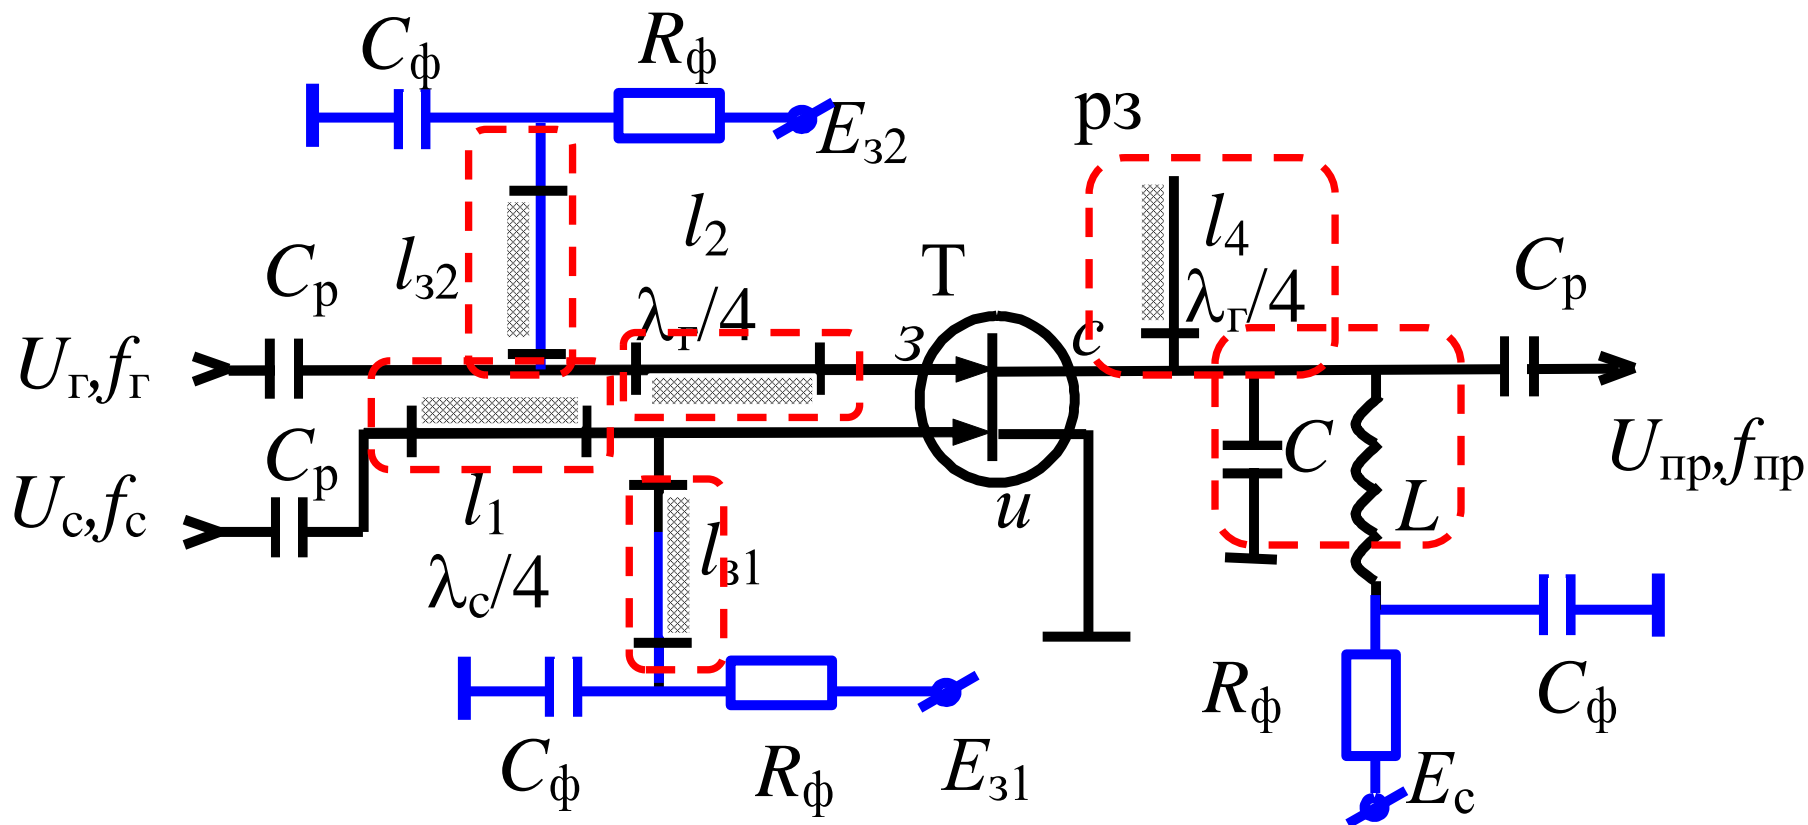 Cф
Rф
Eз2
рз
l2
l4
lз2
Cр
λг/4
Т
λг/4
Cр
Uг,fг
з
с
Cр
C
Uпр,fпр
Uс,fс
l1
и
L
λс/4
lз1
Cф
Rф
Eз1
Rф
Cф
Eс